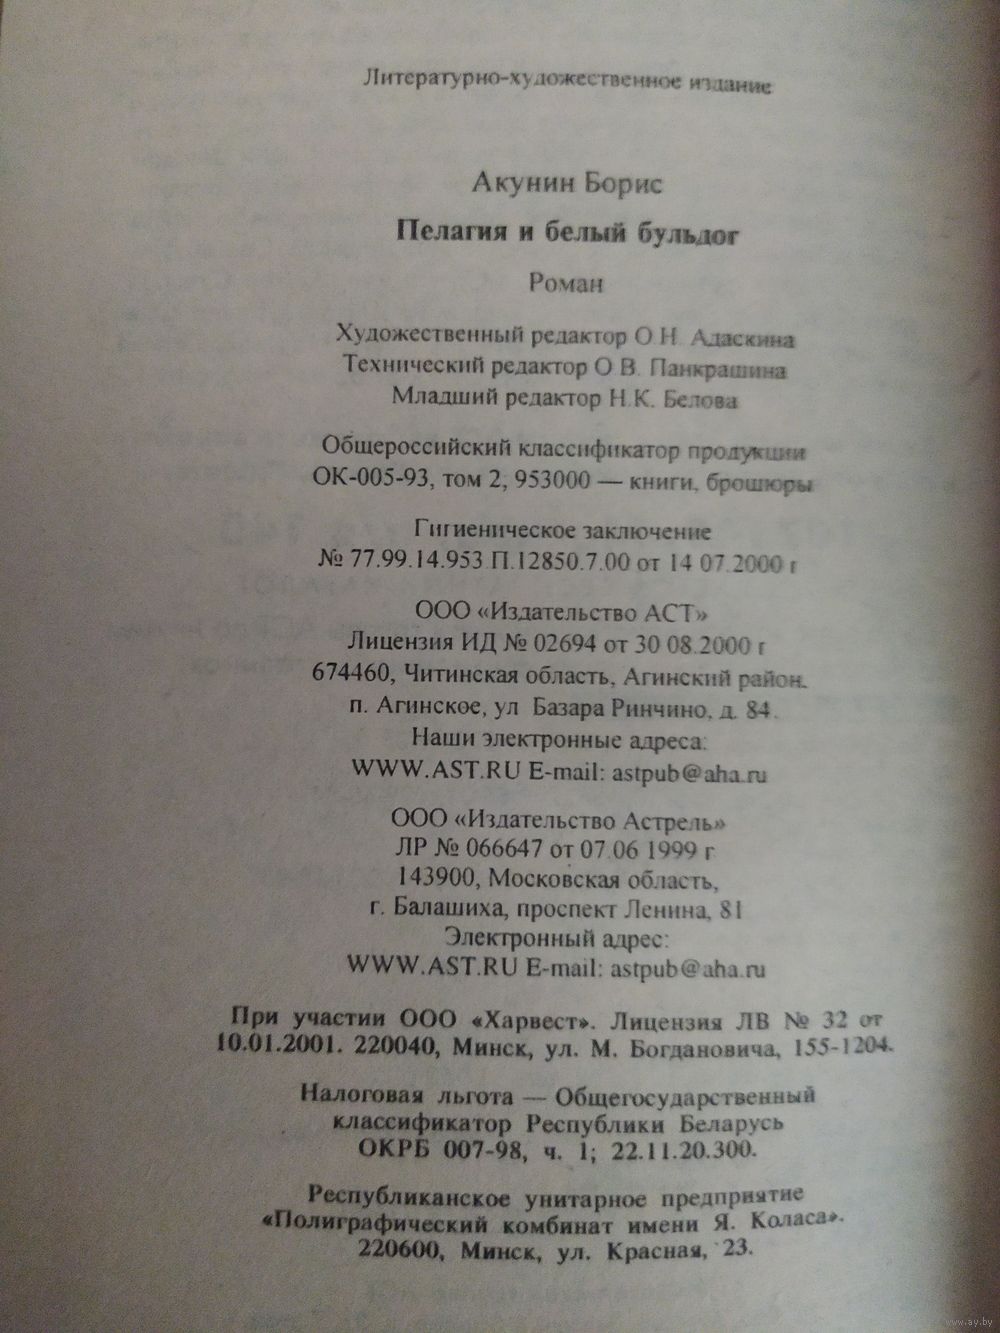 Литературно-художественное издание
Акунин Борис
Пелагия и белый бульдог
Роман
Художественный редактор О.Н. Адаскина
Технический редактор О.В. Панкрашина
Младший редактор Н.К. Белова
Общероссийский классификатор продукции
ОК-005-93, том 2; 953000 — книги, брошюры
Гигиеническое заключение
№ 77.99.14.953.П.12850.7.00 от 14.07.2000 г.
ООО «Издательство АСТ»
Лицензия ИД № 02694 от 30.08.2000 г.
674460, Читинская область, Агинский район,
п. Агинское, ул. Базара Ринчино, д. 84.
Наши электронные адреса:
WWW.AST.RU E-mail: astpub@aha.ru
ООО «Издательство Астрель»
ЛР № 066647 от 07.06.1999 г.
143900, Московская область,
г. Балашиха, проспект Ленина, 81
Электронный адрес:
WWW.AST.RU E-mail: astpub@aha.ru
При участии ООО «Харвест». Лицензия ЛВ № 32 от
10.01.2001. 220040, Минск, ул. М. Богдановича, 155-1204.
Налоговая льгота — Общегосударственный
классификатор Республики Беларусь
ОКРБ 007-98, ч. 1; 22.11.20.300.
Республиканское унитарное предприятие
«Полиграфический комбинат имени Я. Коласа».
220600, Минск, ул. Красная, 23.
www.ay.by